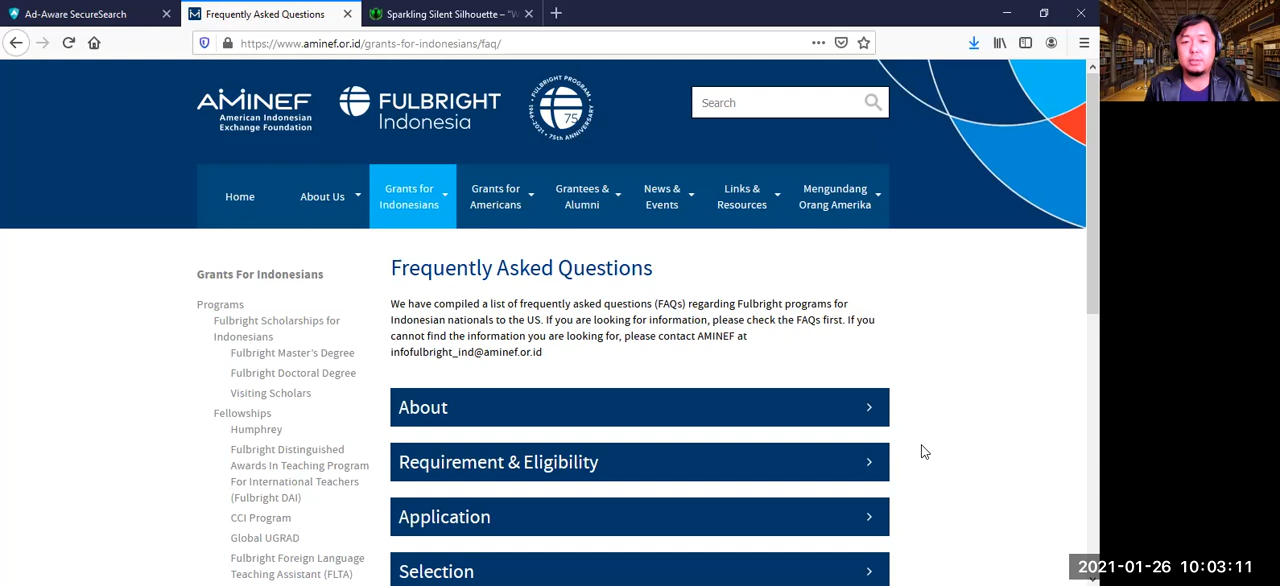 Ad-Aware SecureSearch
Frequently Asked Questions
Sparkling Silent Silhouette – "W
https://www.aminef.or.id/grants-for-indonesians/faq/
AMINEF
American Indonesian
Exchange Foundation
FULBRIGHT
Indonesia
FULBRIGHT PROGRAM
75
1946-2021 • 75th ANNIVERSARY
Search
Home
About Us
Grants for
Indonesians
Grants for
Americans
Grantees &
Alumni
News &
Events
Links &
Resources
Mengundang
Orang Amerika
Grants For Indonesians
Programs
Fulbright Scholarships for
Indonesians
Fulbright Master's Degree
Fulbright Doctoral Degree
Visiting Scholars
Fellowships
Humphrey
Fulbright Distinguished
Awards In Teaching Program
For International Teachers
(Fulbright DAI)
CCI Program
Global UGRAD
Fulbright Foreign Language
Teaching Assistant (FLTA)
Frequently Asked Questions
We have compiled a list of frequently asked questions (FAQs) regarding Fulbright programs for
Indonesian nationals to the US. If you are looking for information, please check the FAQs first. If you
cannot find the information you are looking for, please contact AMINEF at
infofulbright_ind@aminef.or.id
About
Requirement & Eligibility
Application
Selection
2021-01-26 10:03:11